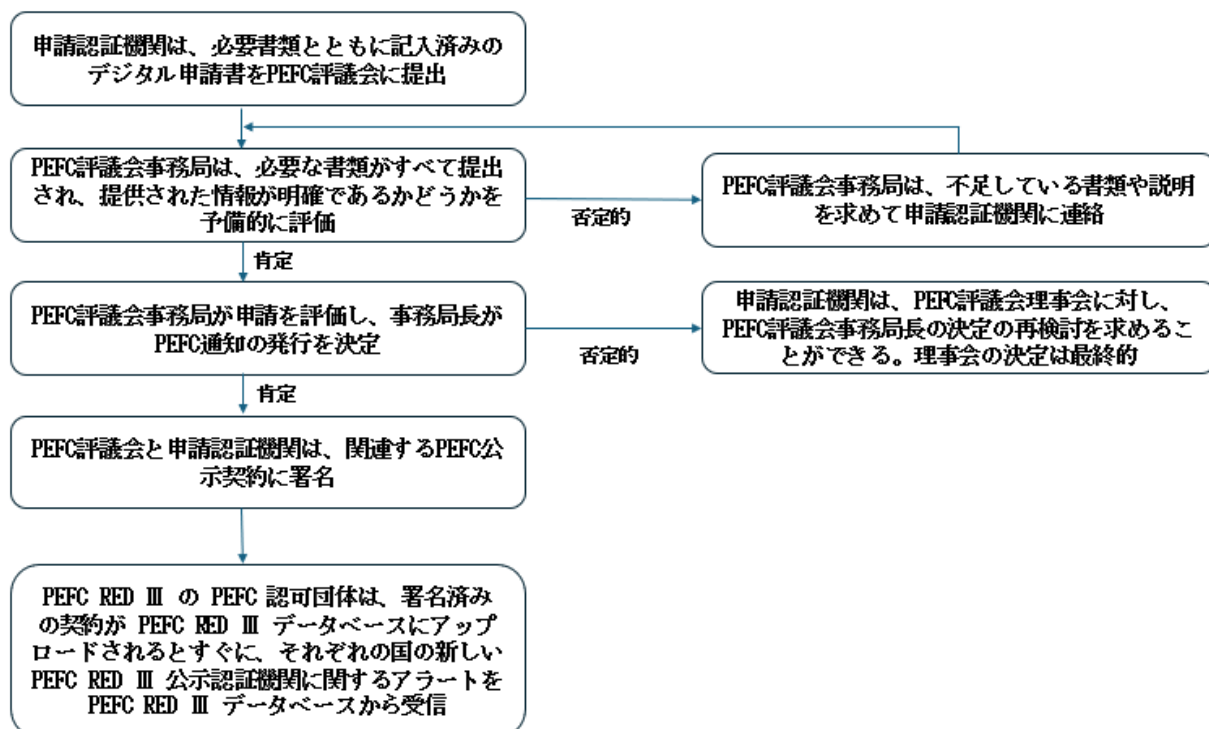 申請認証機関は、必要書類とともに記入済みの
デジタル申請書をPEFC評議会に提出
PEFC評議会事務局は、必要な書類がすべて提出
され、提供された情報が明確であるかどうかを
予備的に評価
否定的
PEFC評議会事務局は、不足している書類や説明
を求めて申請認証機関に連絡
肯定
PEFC評議会事務局が申請を評価し、事務局長が
PEFC通知の発行を決定
否定的
申請認証機関は、PEFC評議会理事会に対し、
PEFC評議会事務局長の決定の再検討を求めるこ
とができる。理事会の決定は最終的
肯定
PEFC評議会と申請認証機関は、関連するPEFC公
示契約に署名
PEFC RED Ⅲ の PEFC 認可団体は、署名済み
の契約が PEFC RED Ⅲ データベースにアップ
ロードされるとすぐに、それぞれの国の新しい
PEFC RED Ⅲ 公示認証機関に関するアラートを
PEFC RED Ⅲ データベースから受信